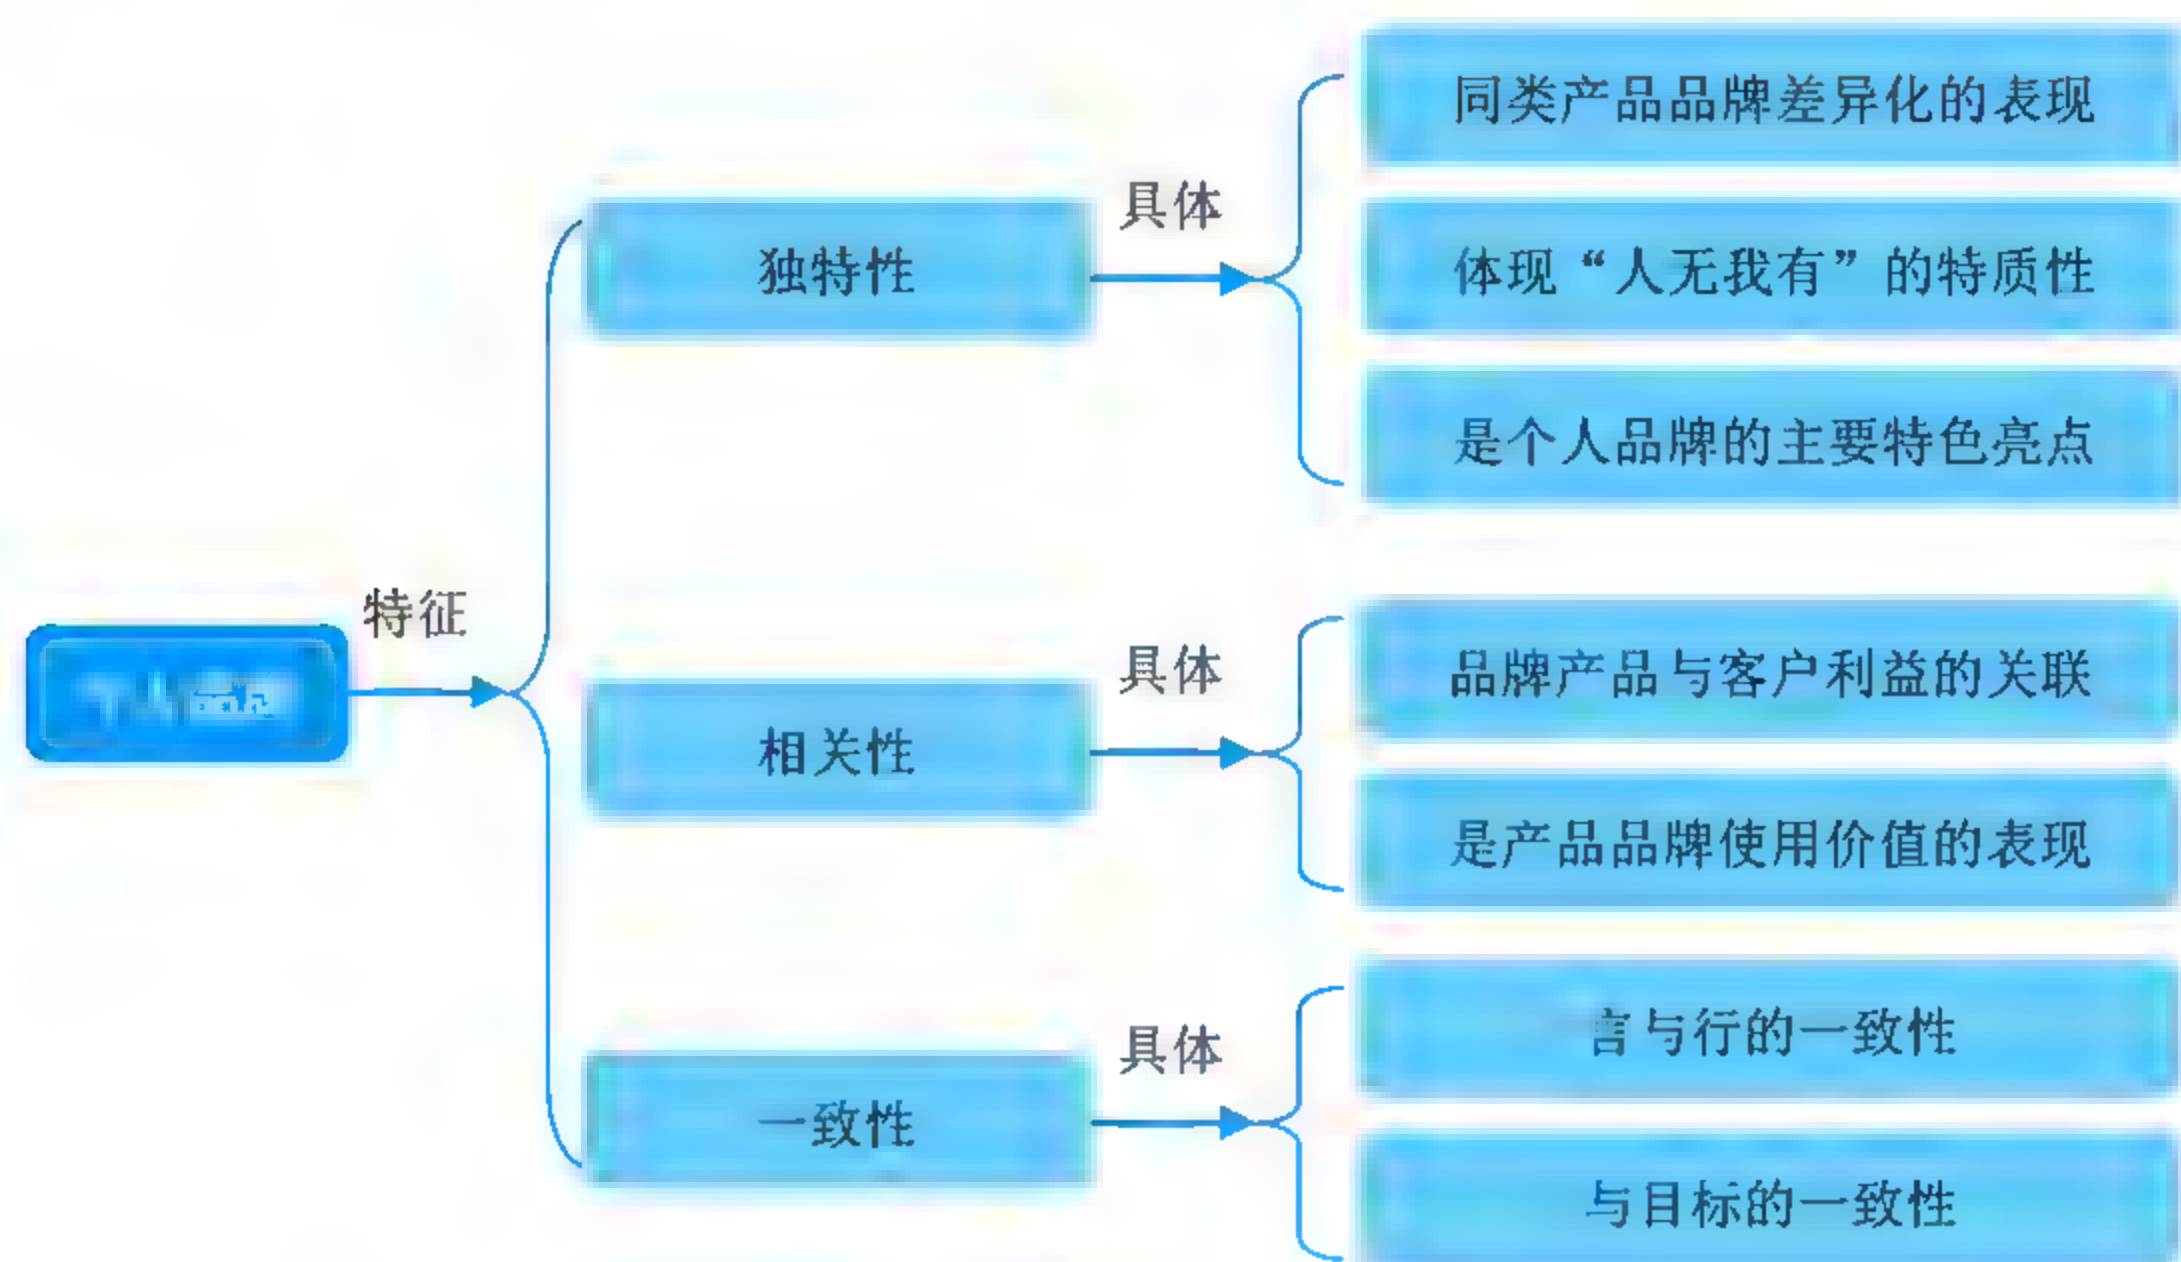 同类产品品牌差异化的表现
独特性
具体
体现“人无我有”的特质性
是个人品牌的主要特色亮点
特征
相关性
具体
品牌产品与客户利益的关联
是产品品牌使用价值的表现
一致性
具体
言与行的一致性
与目标的一致性